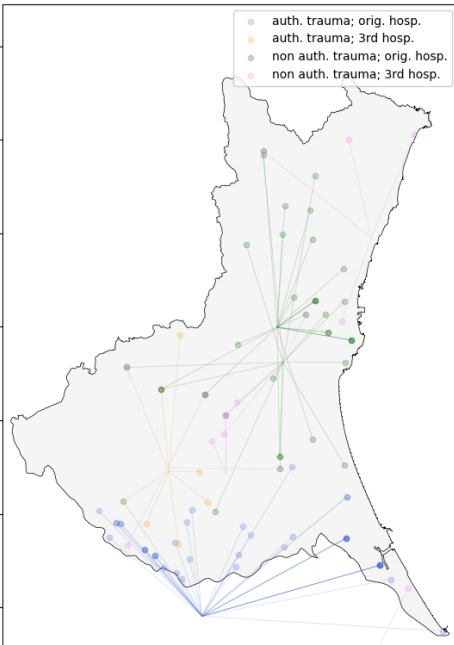 auth. trauma; orig. hosp.
auth. trauma; 3rd hosp.
non auth. trauma; orig. hosp.
non auth. trauma; 3rd hosp.